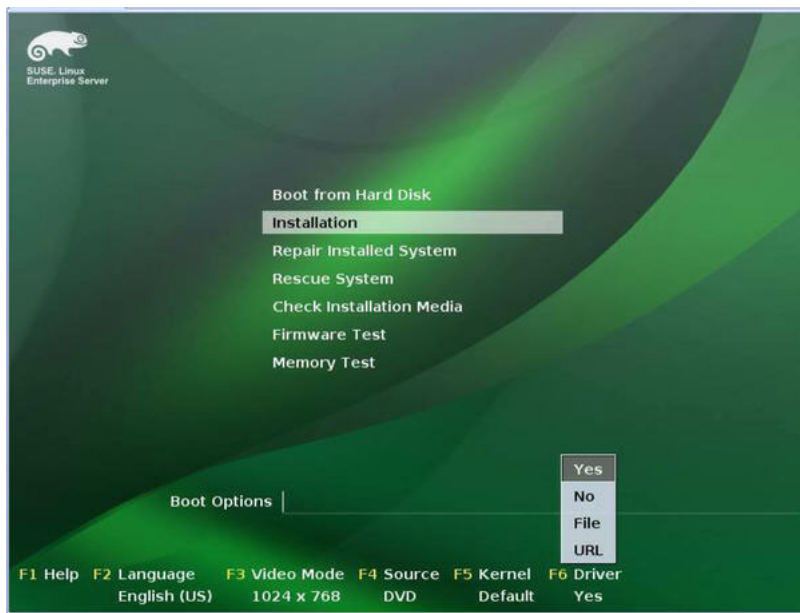 SUSE. Linux
Enterprise Server
Boot from Hard Disk
Installation
Repair Installed System
Rescue System
Check Installation Media
Firmware Test
Memory Test
Boot Options
Yes
No
File
URL
F1 Help F2 Language F3 Video Mode F4 Source F5 Kernel F6 Driver
English (US) 1024 x 768 DVD Default Yes